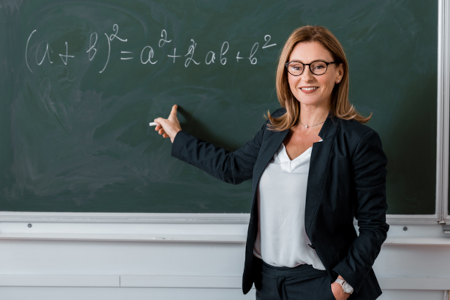 (a + b)² = a² + 2ab + b²